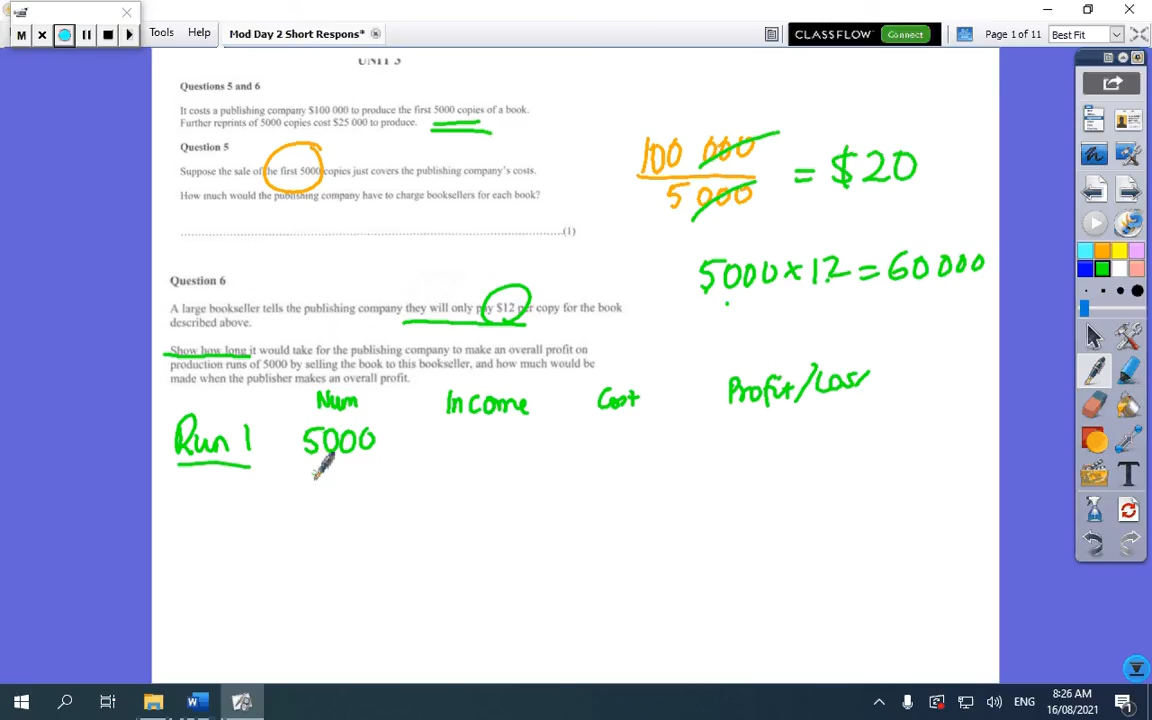 Tools Help Mod Day 2 Short Respons* CLASSFLOW Connect Page 1 of 11 Best Fit
M
UNIT 3
Questions 5 and 6
It costs a publishing company $100 000 to produce the first 5000 copies of a book.
Further reprints of 5000 copies cost $25 000 to produce.
Question 5
Suppose the sale of the first 5000 copies just covers the publishing company's costs.
How much would the publishing company have to charge booksellers for each book?
(1)
100 000
5 000
= $20
5000 x 12 = 60 000
Question 6
A large bookseller tells the publishing company they will only pay $12 per copy for the book
described above.
Show how long it would take for the publishing company to make an overall profit on
production runs of 5000 by selling the book to this bookseller, and how much would be
made when the publisher makes an overall profit.
Num Income Cost Profit/Loss
Run 1 5000
T
ENG
8:26 AM
16/08/2021